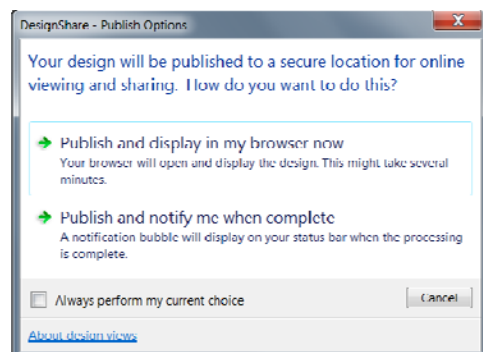 DesignShare - Publish Options
Your design will be published to a secure location for online
viewing and sharing. How do you want to do this?
Publish and display in my browser now
Your browser will open and display the design. This might take several
minutes.
Publish and notify me when complete
A notification bubble will display on your status bar when the processing
is complete.
Always perform my current choice
Cancel
About design views